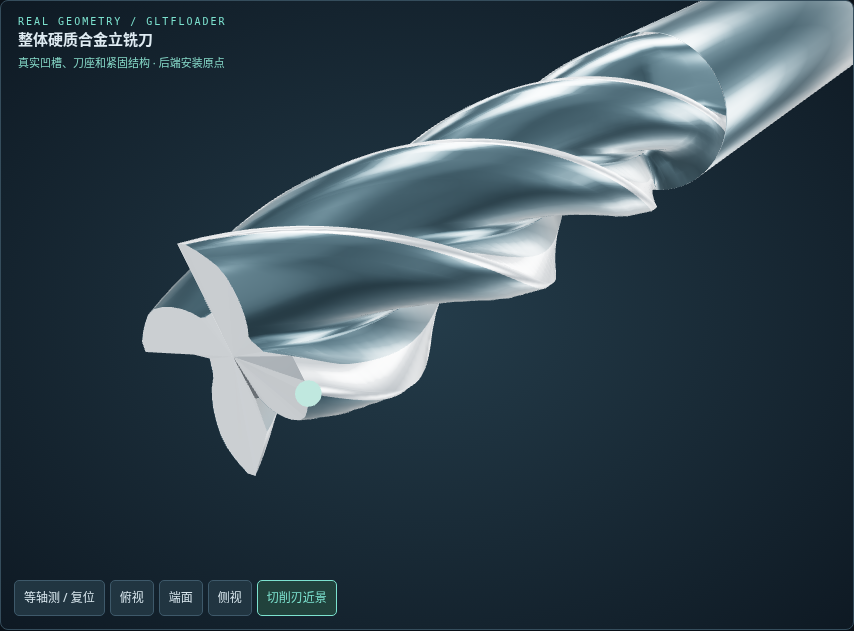 REAL GEOMETRY / GLTFLOADER
整体硬质合金立铣刀
真实凹槽、刀座和紧固结构 · 后端安装原点
等轴测 / 复位
俯视
端面
侧视
切削刃近景